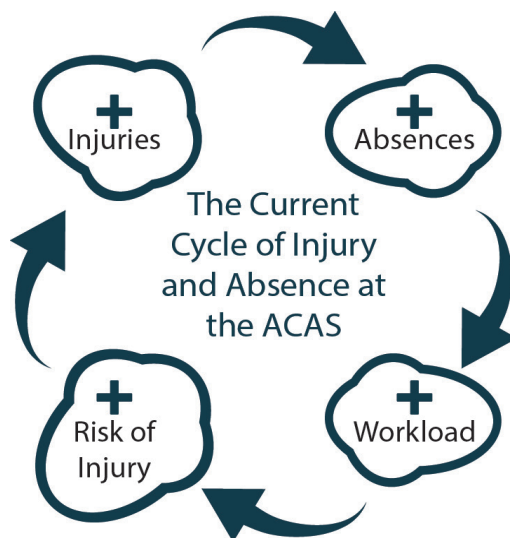 +
Injuries
+
Absences
The Current
Cycle of Injury
and Absence at
the ACAS
+
Risk of
Injury
+
Workload